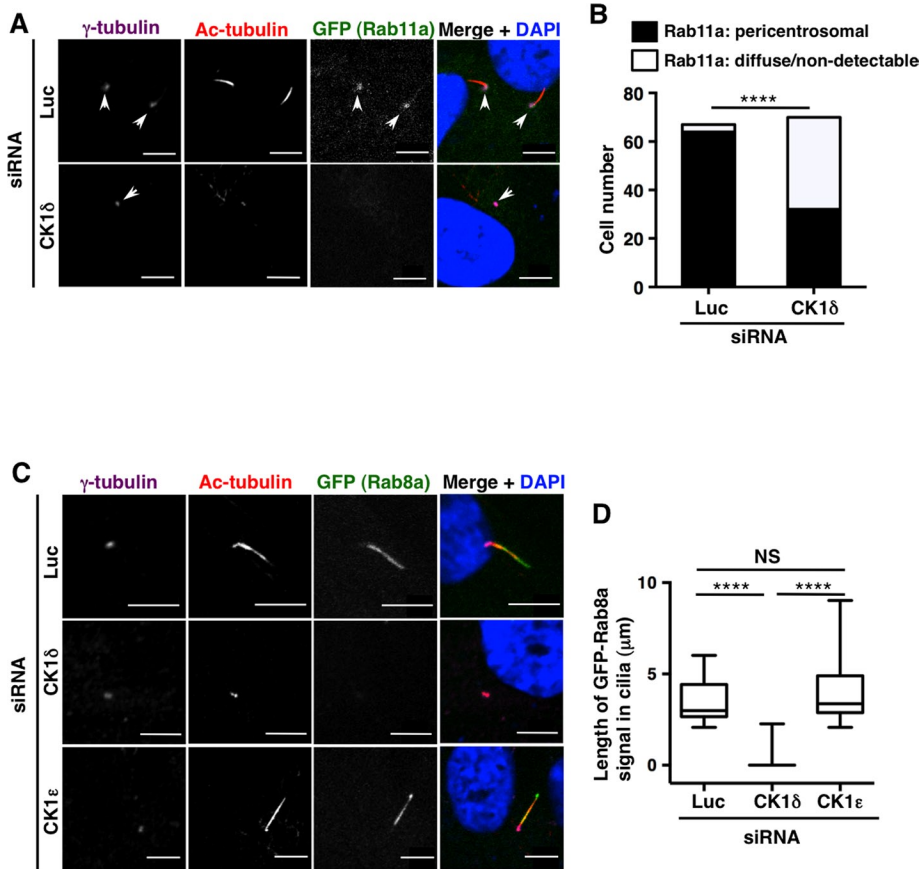 A
γ-tubulin Ac-tubulin GFP (Rab11a) Merge + DAPI
siRNA
Luc
CK1δ
B
Rab11a: pericentrosomal
Rab11a: diffuse/non-detectable
****
80
60
40
20
0
Cell number
Luc CK1δ
siRNA
C
γ-tubulin Ac-tubulin GFP (Rab8a) Merge + DAPI
siRNA
Luc
CK1δ
CK1ε
D
NS
**** ****
10
5
0
Length of GFP-Rab8a
signal in cilia (μm)
Luc CK1δ CK1ε
siRNA